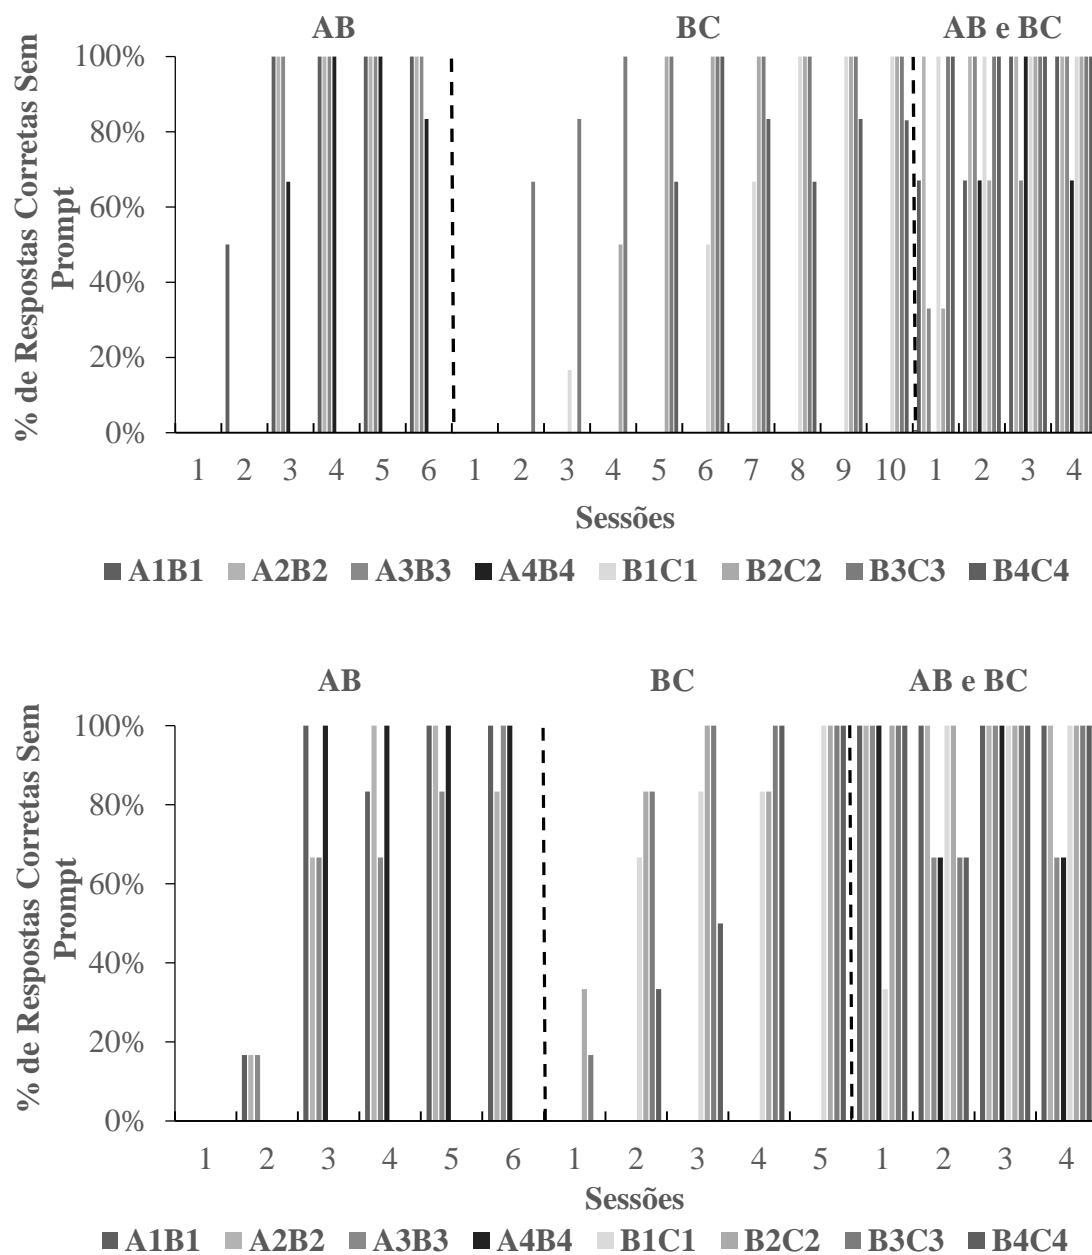 AB BC AB e BC
% de Respostas Corretas Sem
Prompt
100%
80%
60%
40%
20%
0%
1 2 3 4 5 6 1 2 3 4 5 6 7 8 9 10 1 2 3 4
Sessões
A1B1 A2B2 A3B3 A4B4 B1C1 B2C2 B3C3 B4C4
AB BC AB e BC
% de Respostas Corretas Sem
Prompt
100%
80%
60%
40%
20%
0%
1 2 3 4 5 6 1 2 3 4 5 1 2 3 4
Sessões
A1B1 A2B2 A3B3 A4B4 B1C1 B2C2 B3C3 B4C4